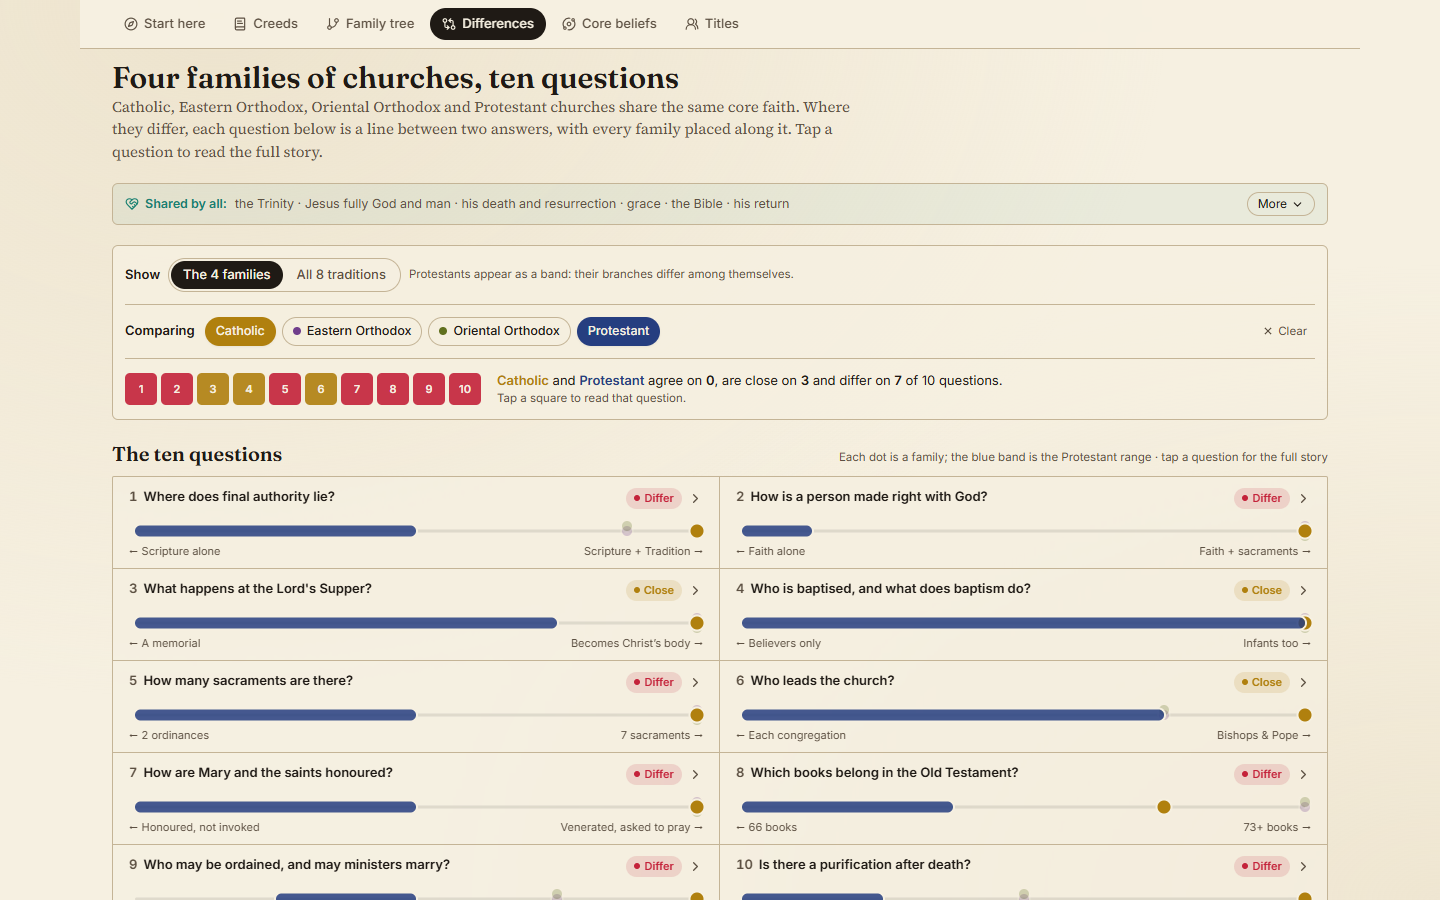 Start here
Creeds
Family tree
Differences
Core beliefs
Titles
Four families of churches, ten questions
Catholic, Eastern Orthodox, Oriental Orthodox and Protestant churches share the same core faith. Where
they differ, each question below is a line between two answers, with every family placed along it. Tap a
question to read the full story.
Shared by all: the Trinity · Jesus fully God and man · his death and resurrection · grace · the Bible · his return
More
Show
The 4 families
All 8 traditions
Protestants appear as a band: their branches differ among themselves.
Comparing
Catholic
Eastern Orthodox
Oriental Orthodox
Protestant
× Clear
1 2 3 4 5 6 7 8 9 10
Catholic and Protestant agree on 0, are close on 3 and differ on 7 of 10 questions.
Tap a square to read that question.
The ten questions
Each dot is a family; the blue band is the Protestant range · tap a question for the full story
1 Where does final authority lie?
Differ
← Scripture alone
Scripture + Tradition →
2 How is a person made right with God?
Differ
← Faith alone
Faith + sacraments →
3 What happens at the Lord's Supper?
Close
← A memorial
Becomes Christ’s body →
4 Who is baptised, and what does baptism do?
Close
← Believers only
Infants too →
5 How many sacraments are there?
Differ
← 2 ordinances
7 sacraments →
6 Who leads the church?
Close
← Each congregation
Bishops & Pope →
7 How are Mary and the saints honoured?
Differ
← Honoured, not invoked
Venerated, asked to pray →
8 Which books belong in the Old Testament?
Differ
← 66 books
73+ books →
9 Who may be ordained, and may ministers marry?
Differ
10 Is there a purification after death?
Differ